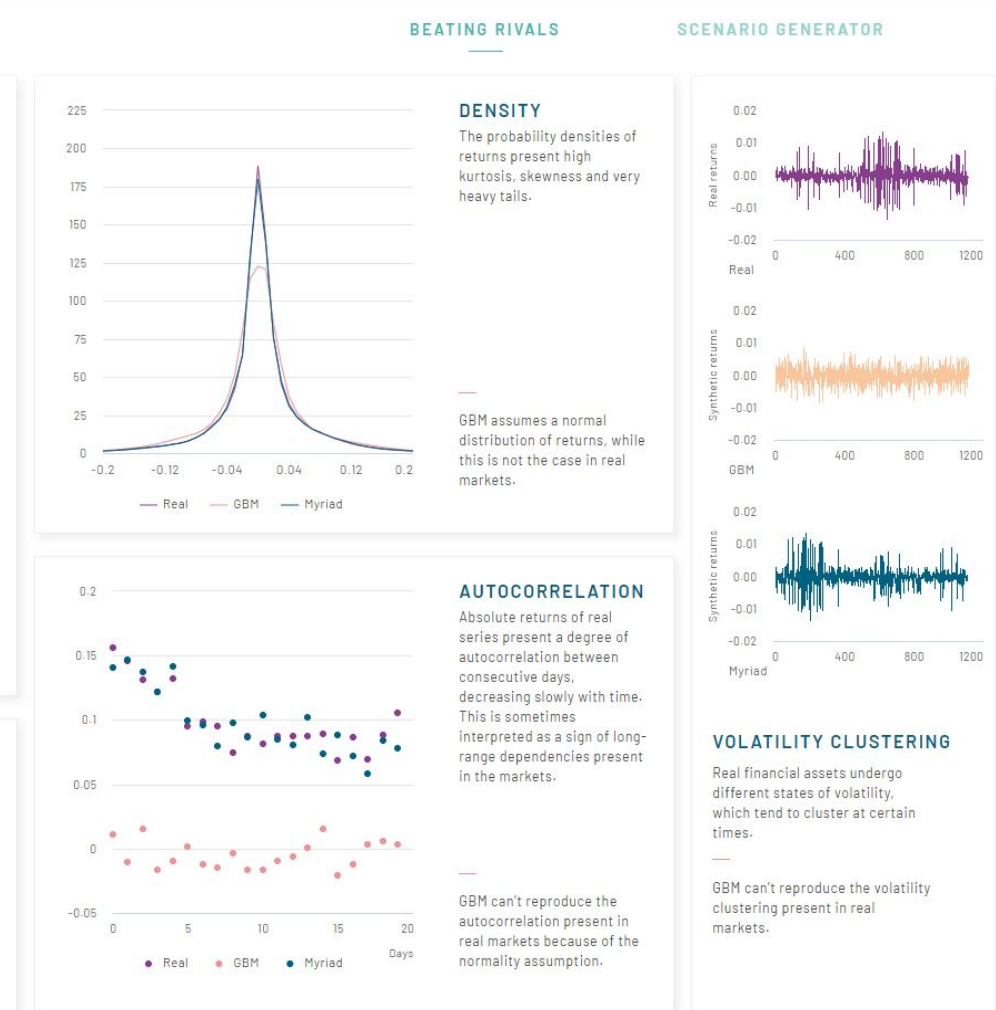 BEATING RIVALS
SCENARIO GENERATOR
225
200
175
150
125
100
75
50
25
0
-0.2
-0.12
-0.04
0.04
0.12
0.2
Real
GBM
Myriad
DENSITY
The probability densities of
returns present high
kurtosis, skewness and very
heavy tails.
GBM assumes a normal
distribution of returns, while
this is not the case in real
markets.
0.2
0.15
0.1
0.05
0
-0.05
0
5
10
15
20
Days
Real
GBM
Myriad
AUTOCORRELATION
Absolute returns of real
series present a degree of
autocorrelation between
consecutive days,
decreasing slowly with time.
This is sometimes
interpreted as a sign of long-
range dependencies present
in the markets.
GBM can't reproduce the
autocorrelation present in
real markets because of the
normality assumption.
Real returns
0.02
0.01
0.00
-0.01
-0.02
0
400
800
1200
Real
Synthetic returns
0.02
0.01
0.00
-0.01
-0.02
0
400
800
1200
GBM
Synthetic returns
0.02
0.01
0.00
-0.01
-0.02
0
400
800
1200
Myriad
VOLATILITY CLUSTERING
Real financial assets undergo
different states of volatility,
which tend to cluster at certain
times.
GBM can't reproduce the volatility
clustering present in real
markets.